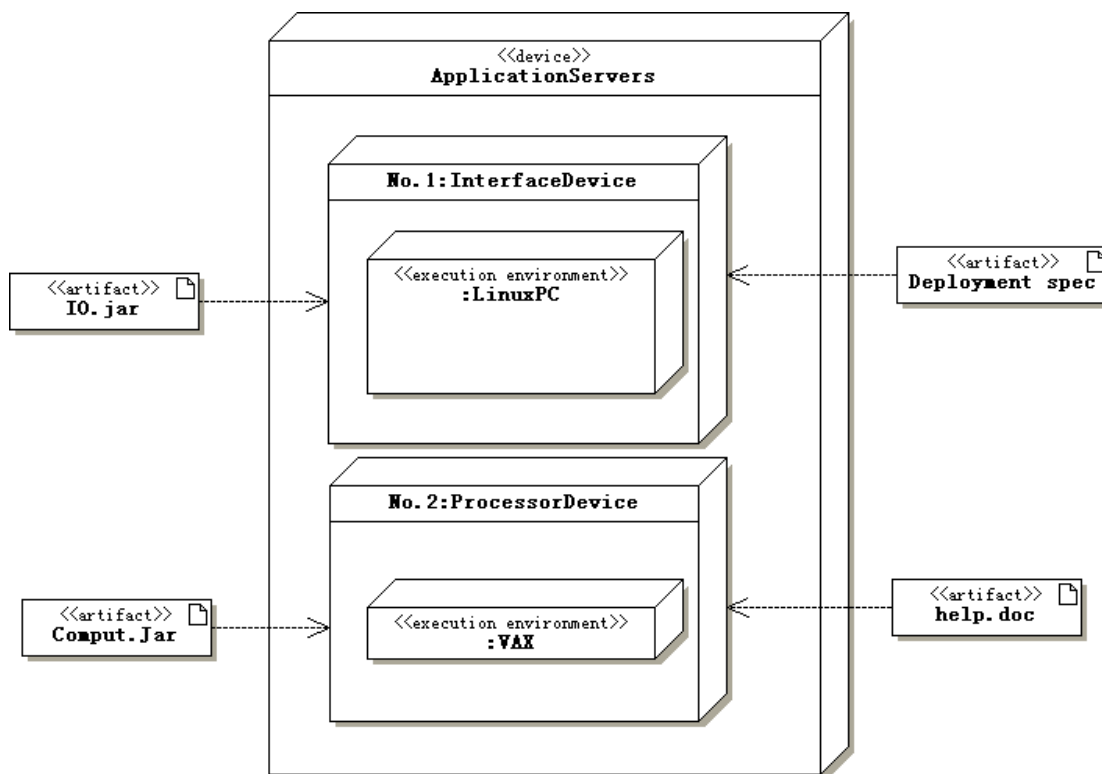 <<device>>
ApplicationServers
No.1:InterfaceDevice
<<execution environment>>
:LinuxPC
<<artifact>>
IO.jar
<<artifact>>
Deployment spec
No.2:ProcessorDevice
<<execution environment>>
:VAX
<<artifact>>
Comput.Jar
<<artifact>>
help.doc